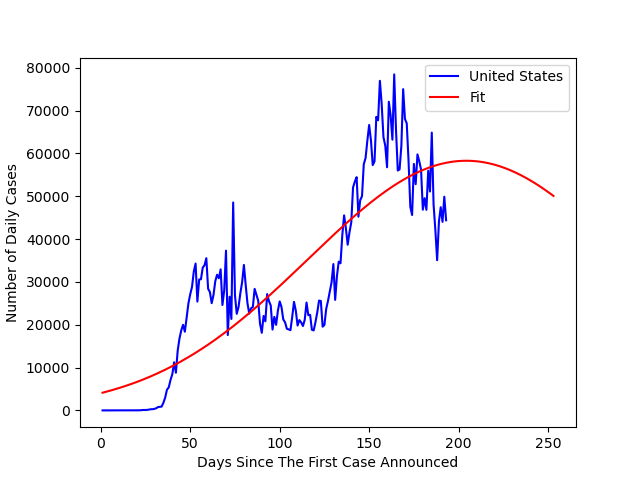 80000
70000
60000
50000
40000
30000
20000
10000
0
Number of Daily Cases
United States
Fit
0 50 100 150 200 250
Days Since The First Case Announced